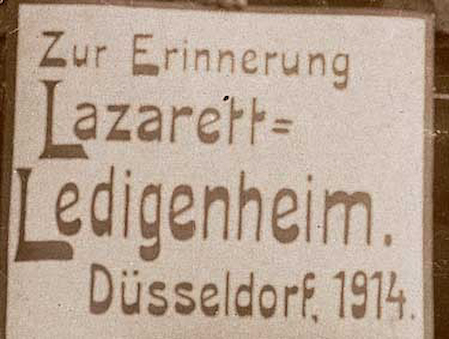 Zur Erinnerung
Lazarett=
Ledigenheim.
Düsseldorf, 1914.